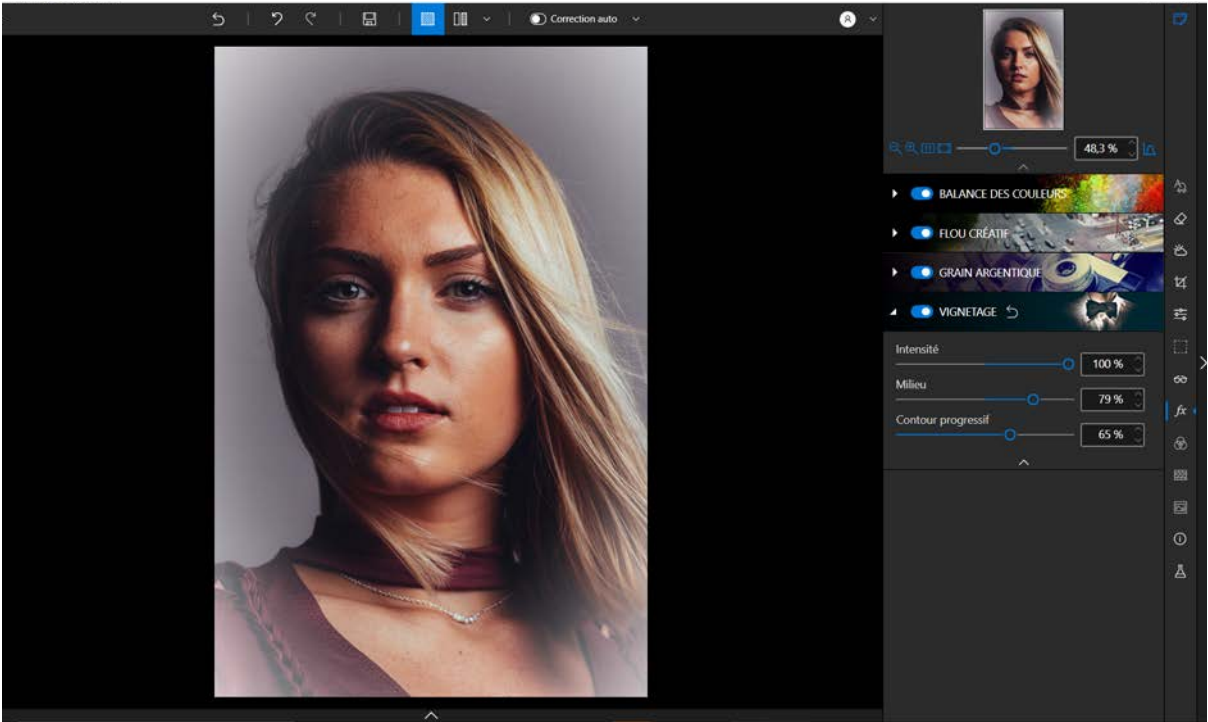 Correction auto
48,3 %
BALANCE DES COULEURS
FLOU CRÉATIF
GRAIN ARGENTIQUE
VIGNETAGE
Intensité
100 %
Milieu
79 %
Contour progressif
65 %
fx